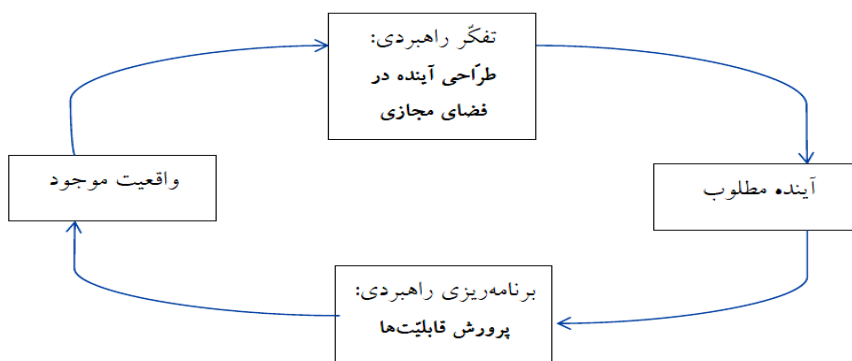 تفکّر راهبردی:
طرّاحی آینده در
فضای مجازی
آینده مطلوب
واقعیت موجود
برنامه‌ریزی راهبردی:
پرورش قابلیّت‌ها